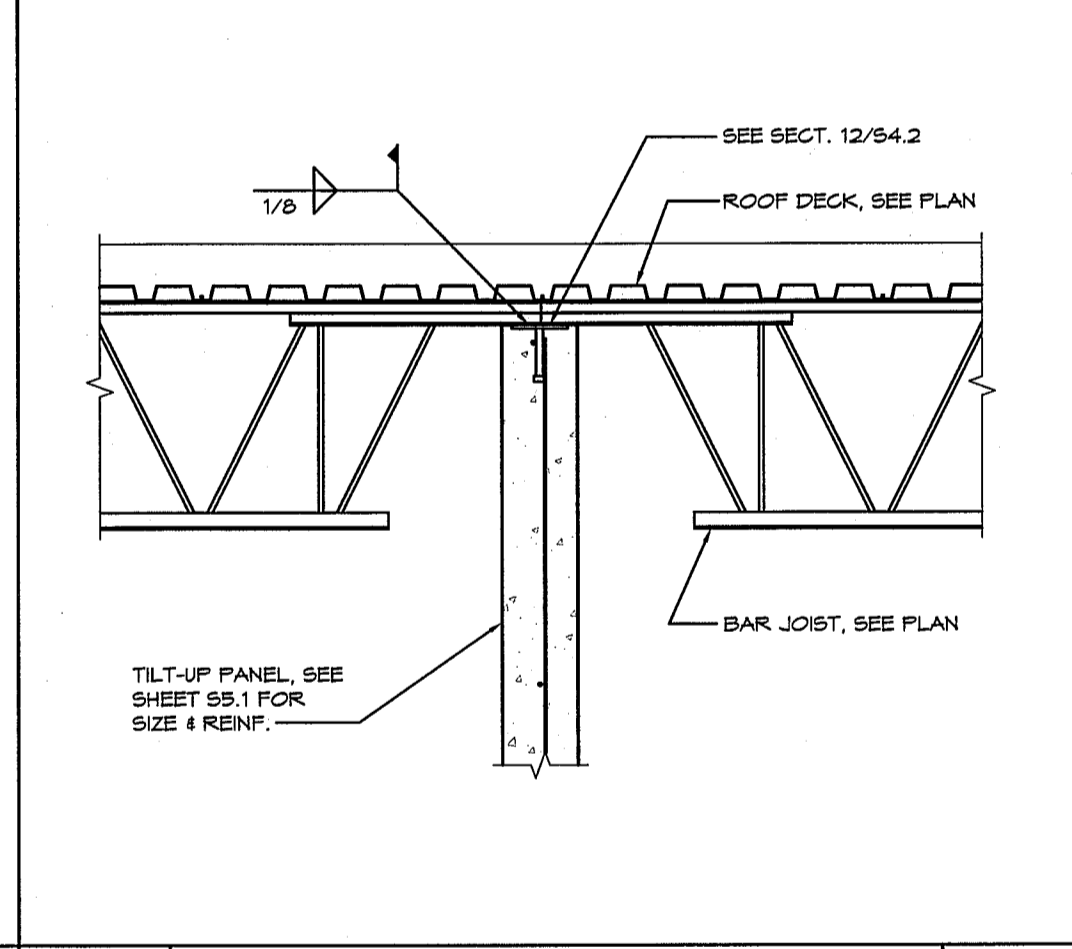 SEE SECT. 12/S4.2
1/8
ROOF DECK, SEE PLAN
BAR JOIST, SEE PLAN
TILT-UP PANEL, SEE
SHEET S5.1 FOR
SIZE & REINF.